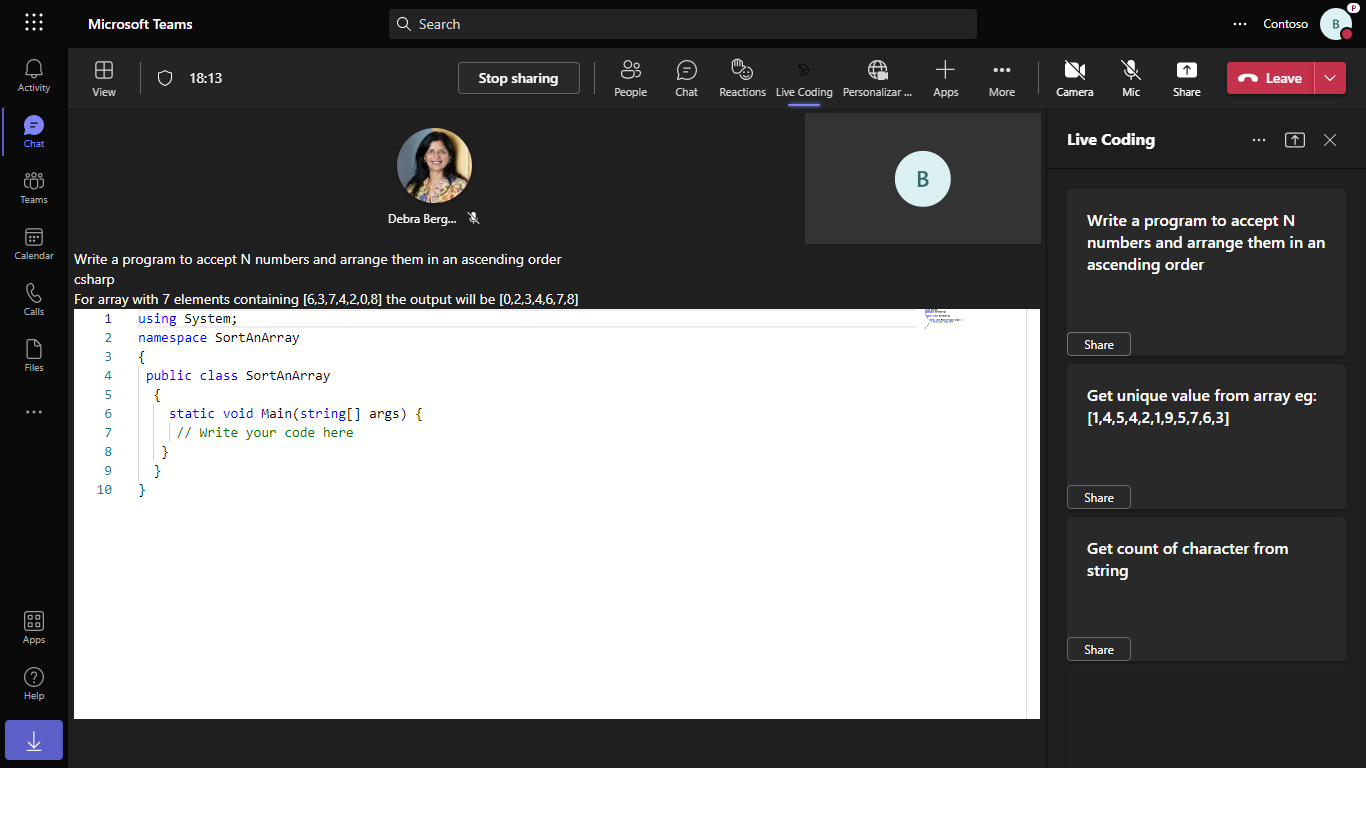 Microsoft Teams
Search
Contoso
B
P
Activity
Chat
Teams
Calendar
Calls
Files
Apps
Help
View
18:13
Stop sharing
People
Chat
Reactions
Live Coding
Personalizar ...
Apps
More
Camera
Mic
Share
Leave
Debra Berg...
B
Write a program to accept N numbers and arrange them in an ascending order
csharp
For array with 7 elements containing [6,3,7,4,2,0,8] the output will be [0,2,3,4,6,7,8]
1 using System;
2 namespace SortAnArray
3 {
4 public class SortAnArray
5 {
6 static void Main(string[] args) {
7 // Write your code here
8 }
9 }
10 }
Live Coding
Write a program to accept N
numbers and arrange them in an
ascending order
Share
Get unique value from array eg:
[1,4,5,4,2,1,9,5,7,6,3]
Share
Get count of character from
string
Share